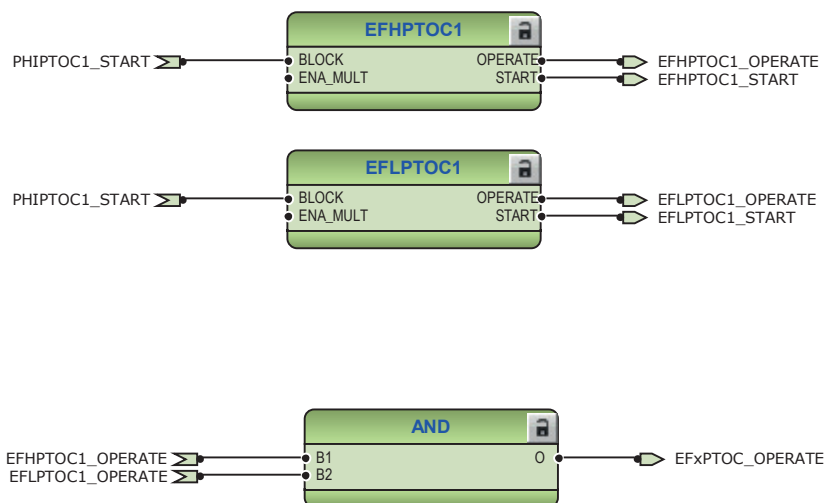 EFHPTOC1
PHIPTOC1_START
BLOCK
OPERATE
EFHPTOC1_OPERATE
ENA_MULT
START
EFHPTOC1_START
EFLPTOC1
PHIPTOC1_START
BLOCK
OPERATE
EFLPTOC1_OPERATE
ENA_MULT
START
EFLPTOC1_START
AND
EFHPTOC1_OPERATE
B1
O
EFxPTOC_OPERATE
EFLPTOC1_OPERATE
B2